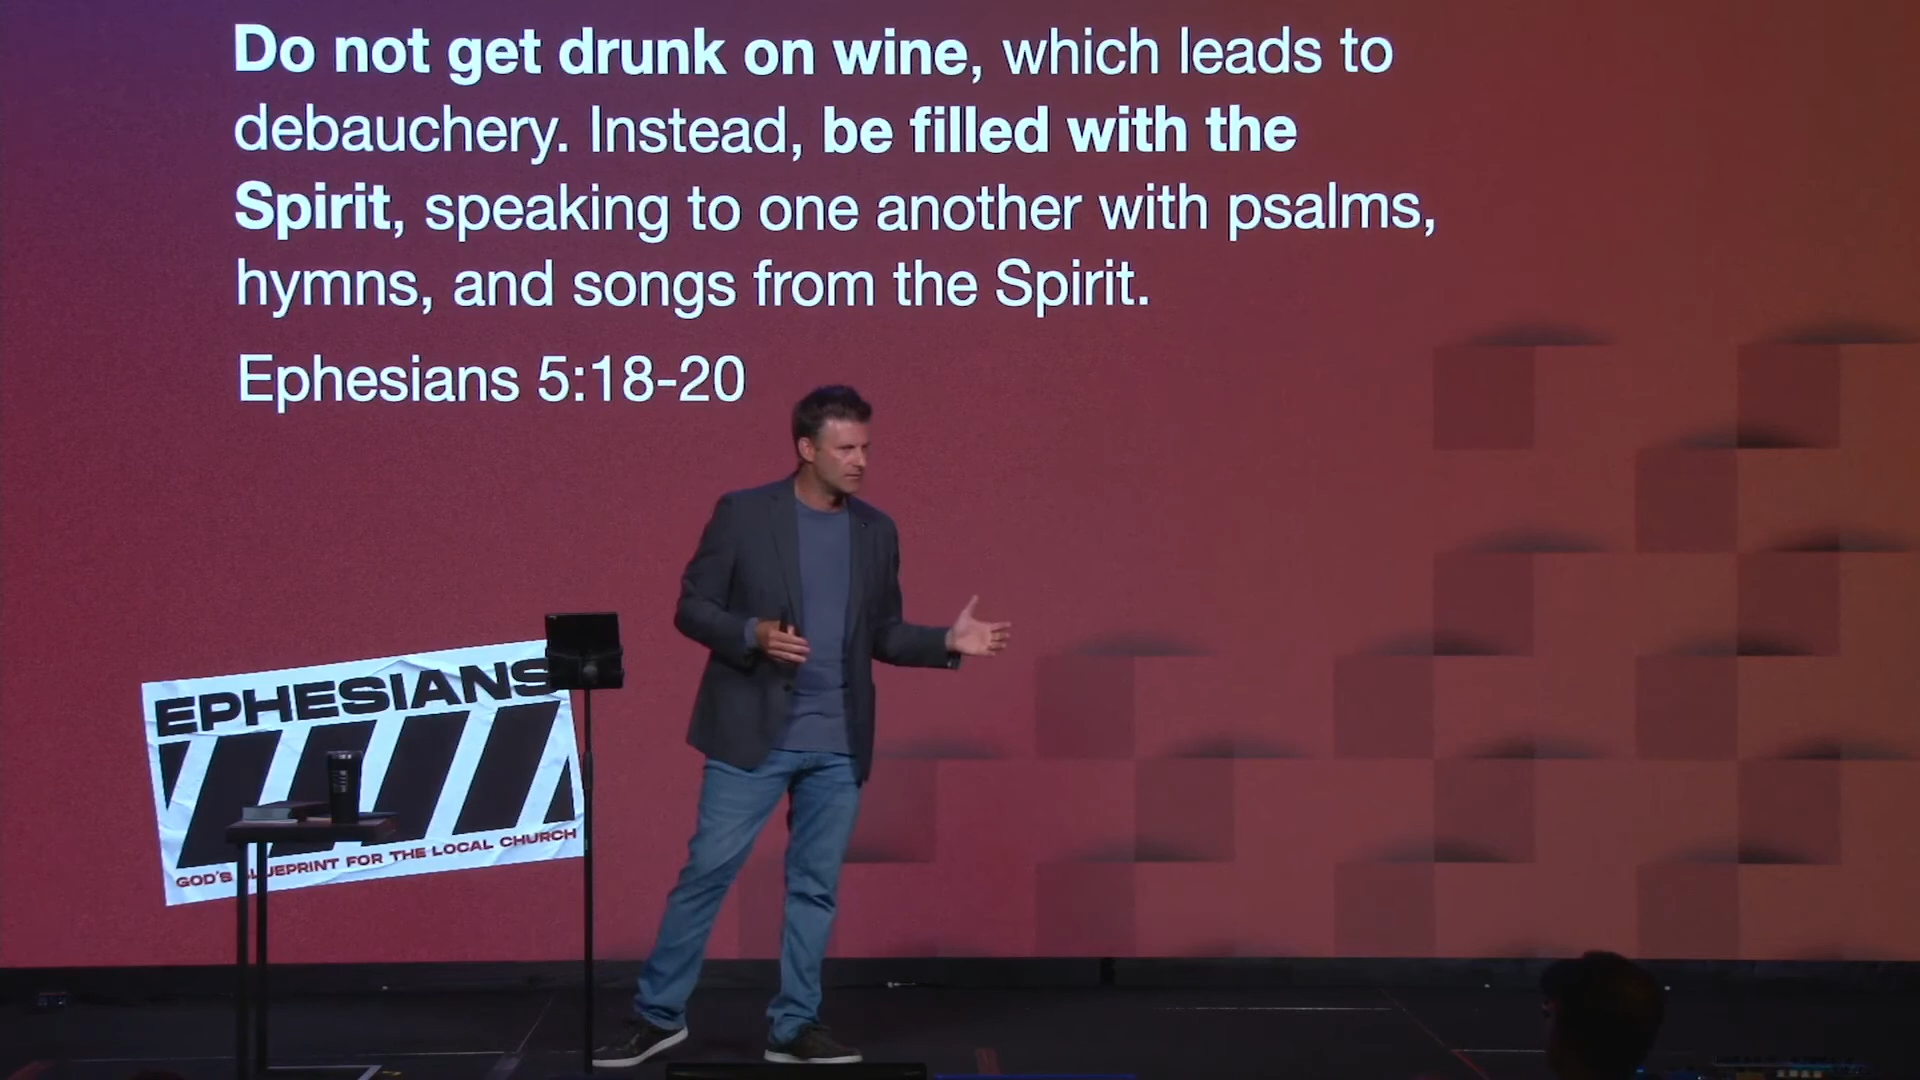 Do not get drunk on wine, which leads to
debauchery. Instead, be filled with the
Spirit, speaking to one another with psalms,
hymns, and songs from the Spirit.
Ephesians 5:18-20
EPHESIANS
GOD'S BLUEPRINT FOR THE LOCAL CHURCH